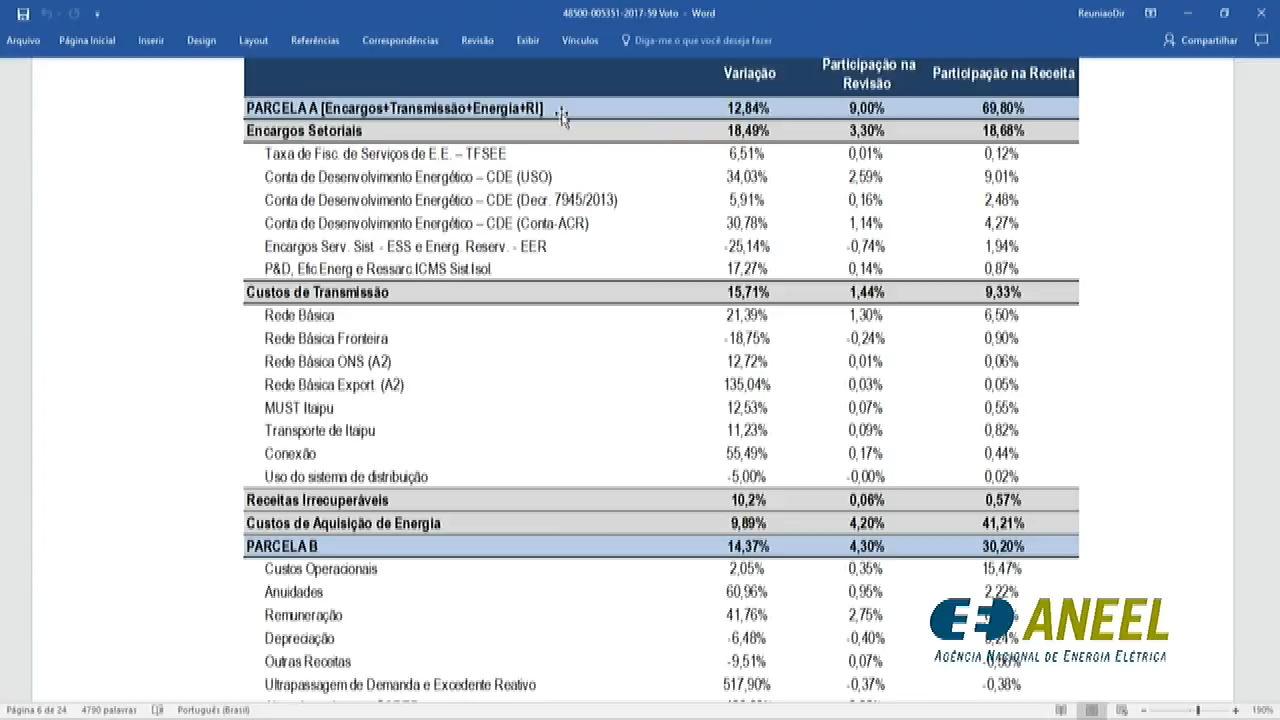 48500-005351-2017-59 Voto - Word
ReuniaoDir
Arquivo Página Inicial Inserir Design Layout Referências Correspondências Revisão Exibir Vínculos Diga-me o que você deseja fazer Compartilhar
Variação Participação na Revisão Participação na Receita
PARCELA A [Encargos+Transmissão+Energia+RI] 12,84% 9,00% 69,80%
Encargos Setoriais 18,49% 3,30% 18,68%
Taxa de Fisc. de Serviços de E.E. – TFSEE 6,51% 0,01% 0,12%
Conta de Desenvolvimento Energético – CDE (USO) 34,03% 2,59% 9,01%
Conta de Desenvolvimento Energético – CDE (Decr. 7945/2013) 5,91% 0,16% 2,48%
Conta de Desenvolvimento Energético – CDE (Conta-ACR) 30,78% 1,14% 4,27%
Encargos Serv. Sist. - ESS e Energ. Reserv. - EER -25,14% -0,74% 1,94%
P&D, Efic.Energ e Ressarc.ICMS Sist.Isol. 17,27% 0,14% 0,87%
Custos de Transmissão 15,71% 1,44% 9,33%
Rede Básica 21,39% 1,30% 6,50%
Rede Básica Fronteira -18,75% -0,24% 0,90%
Rede Básica ONS (A2) 12,72% 0,01% 0,06%
Rede Básica Export. (A2) 135,04% 0,03% 0,05%
MUST Itaipu 12,53% 0,07% 0,55%
Transporte de Itaipu 11,23% 0,09% 0,82%
Conexão 55,49% 0,17% 0,44%
Uso do sistema de distribuição -5,00% -0,00% 0,02%
Receitas Irrecuperáveis 10,2% 0,06% 0,57%
Custos de Aquisição de Energia 9,89% 4,20% 41,21%
PARCELA B 14,37% 4,30% 30,20%
Custos Operacionais 2,05% 0,35% 15,47%
Anuidades 60,96% 0,95% 2,22%
Remuneração 41,76% 2,75%
Depreciação -6,48% -0,40%
Outras Receitas -9,51% 0,07%
Ultrapassagem de Demanda e Excedente Reativo 517,90% -0,37% -0,38%
ANEEL
AGÊNCIA NACIONAL DE ENERGIA ELÉTRICA
Página 6 de 24 4790 palavras Português (Brasil) 190%